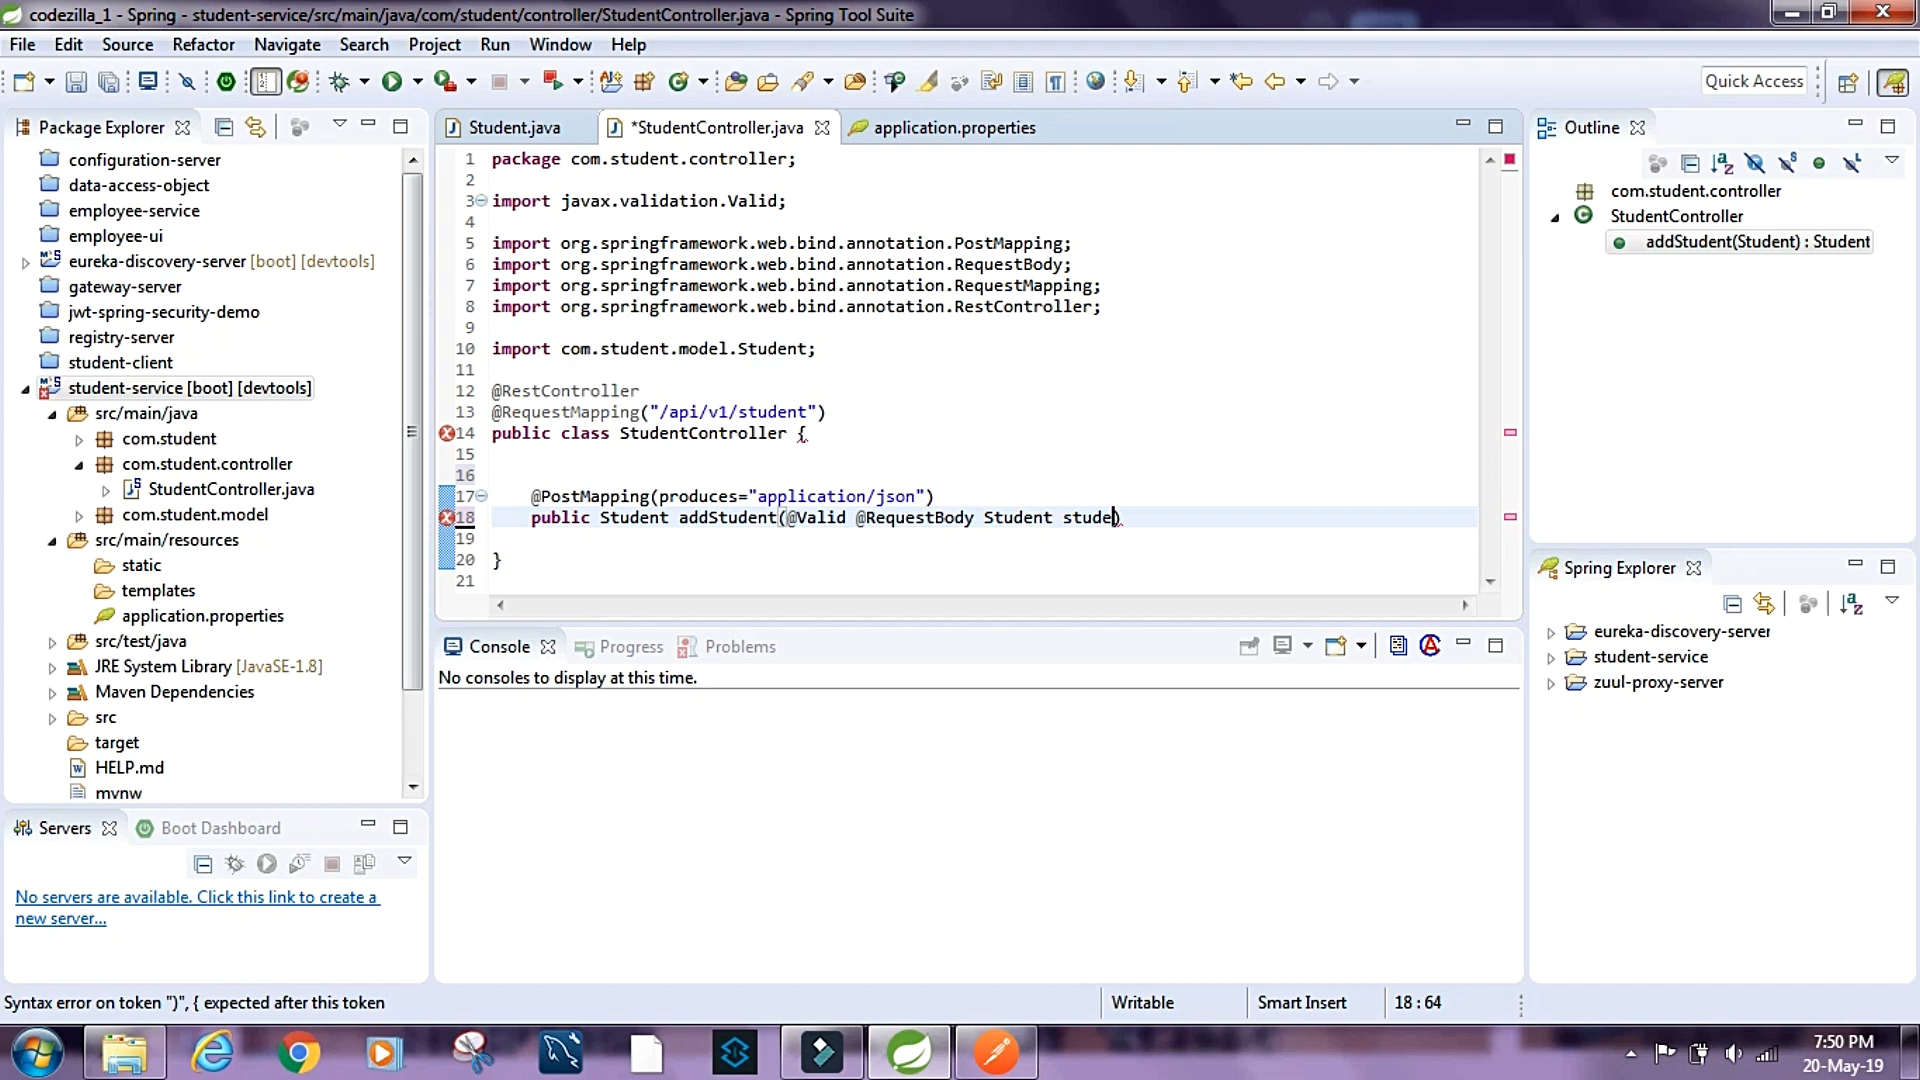 codezilla_1 - Spring - student-service/src/main/java/com/student/controller/StudentController.java - Spring Tool Suite
File Edit Source Refactor Navigate Search Project Run Window Help
Quick Access
Package Explorer
configuration-server
data-access-object
employee-service
employee-ui
eureka-discovery-server [boot] [devtools]
gateway-server
jwt-spring-security-demo
registry-server
student-client
student-service [boot] [devtools]
src/main/java
com.student
com.student.controller
StudentController.java
com.student.model
src/main/resources
static
templates
application.properties
src/test/java
JRE System Library [JavaSE-1.8]
Maven Dependencies
src
target
HELP.md
mvnw
Servers Boot Dashboard
No servers are available. Click this link to create a
new server...
Student.java *StudentController.java application.properties
1 package com.student.controller;
2
3 import javax.validation.Valid;
4
5 import org.springframework.web.bind.annotation.PostMapping;
6 import org.springframework.web.bind.annotation.RequestBody;
7 import org.springframework.web.bind.annotation.RequestMapping;
8 import org.springframework.web.bind.annotation.RestController;
9
10 import com.student.model.Student;
11
12 @RestController
13 @RequestMapping("/api/v1/student")
14 public class StudentController {
15
16
17 @PostMapping(produces="application/json")
18 public Student addStudent(@Valid @RequestBody Student stude)
19
20 }
21
Console Progress Problems
No consoles to display at this time.
Outline
com.student.controller
StudentController
addStudent(Student) : Student
Spring Explorer
eureka-discovery-server
student-service
zuul-proxy-server
Syntax error on token ")", { expected after this token
Writable Smart Insert 18 : 64
7:50 PM
20-May-19